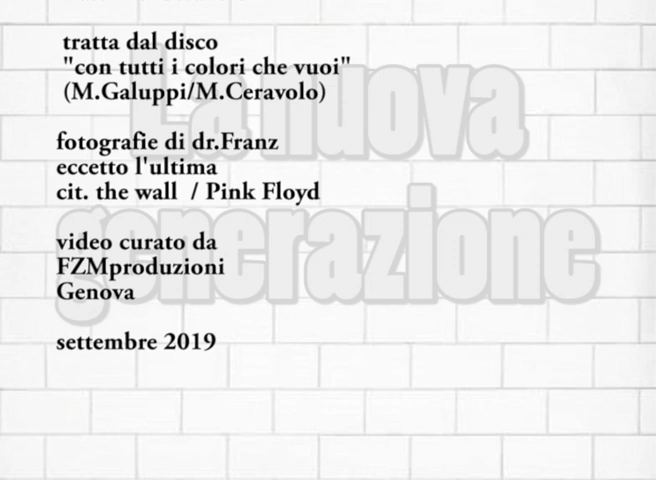 tratta dal disco
"con tutti i colori che vuoi"
(M.Galuppi/M.Ceravolo)
La nuova
fotografie di dr.Franz
eccetto l'ultima
cit. the wall / Pink Floyd
generazione
video curato da
FZMproduzioni
Genova
settembre 2019